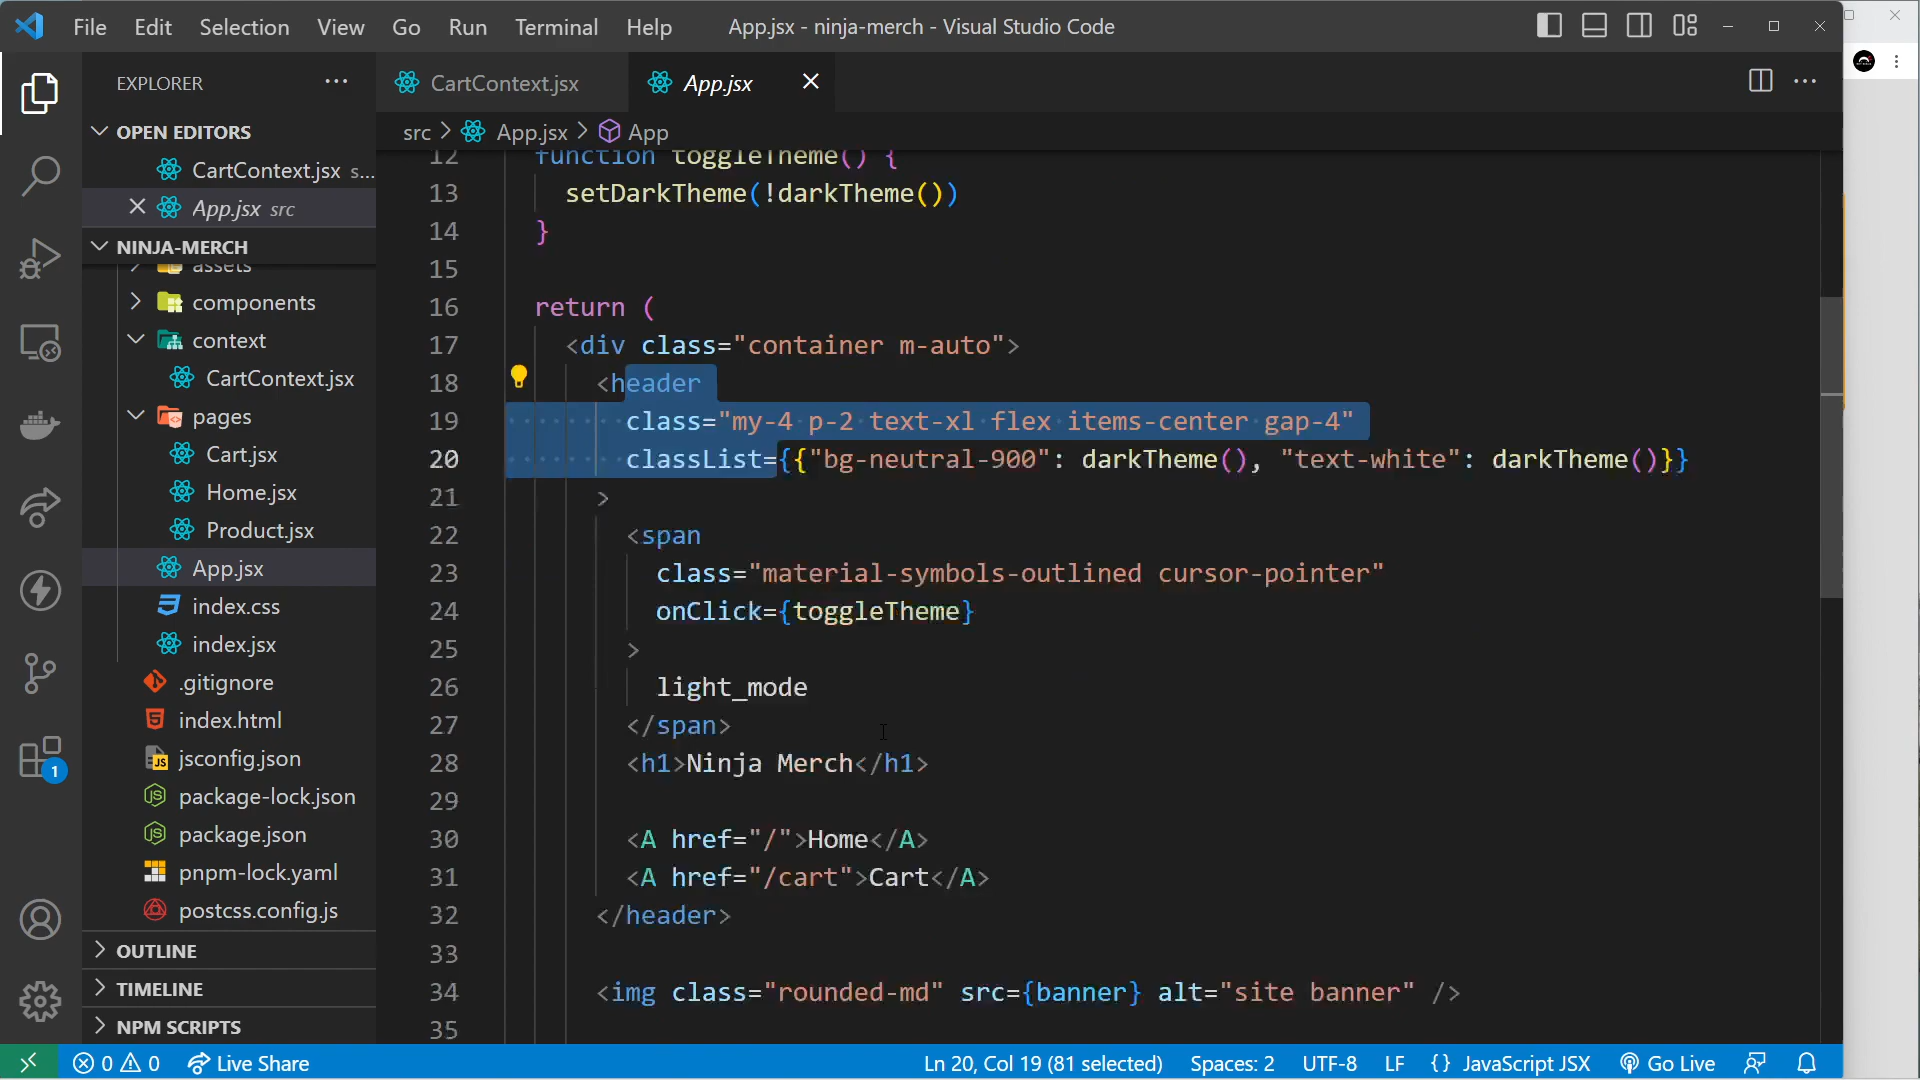 File Edit Selection View Go Run Terminal Help App.jsx - ninja-merch - Visual Studio Code
EXPLORER
OPEN EDITORS
CartContext.jsx s...
App.jsx src
NINJA-MERCH
assets
components
context
CartContext.jsx
pages
Cart.jsx
Home.jsx
Product.jsx
App.jsx
index.css
index.jsx
.gitignore
index.html
jsconfig.json
package-lock.json
package.json
pnpm-lock.yaml
postcss.config.js
OUTLINE
TIMELINE
NPM SCRIPTS
1
CartContext.jsx App.jsx
src > App.jsx > App
12 function toggleTheme() {
13 setDarkTheme(!darkTheme())
14 }
15
16 return (
17 <div class="container m-auto">
18 <header
19 class="my-4 p-2 text-xl flex items-center gap-4"
20 classList={{"bg-neutral-900": darkTheme(), "text-white": darkTheme()}}
21 >
22 <span
23 class="material-symbols-outlined cursor-pointer"
24 onClick={toggleTheme}
25 >
26 light_mode
27 </span>
28 <h1>Ninja Merch</h1>
29
30 <A href="/">Home</A>
31 <A href="/cart">Cart</A>
32 </header>
33
34 <img class="rounded-md" src={banner} alt="site banner" />
35
0 0 Live Share Ln 20, Col 19 (81 selected) Spaces: 2 UTF-8 LF {} JavaScript JSX Go Live